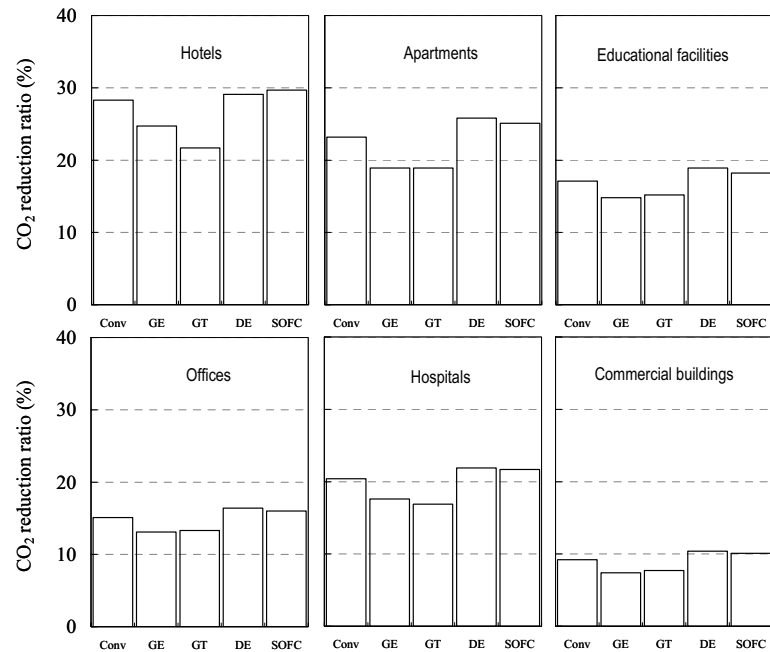 CO₂ reduction ratio (%)
40
30
20
10
0
Hotels
Conv GE GT DE SOFC
Apartments
Conv GE GT DE SOFC
Educational facilities
Conv GE GT DE SOFC
CO₂ reduction ratio (%)
40
30
20
10
0
Offices
Conv GE GT DE SOFC
Hospitals
Conv GE GT DE SOFC
Commercial buildings
Conv GE GT DE SOFC